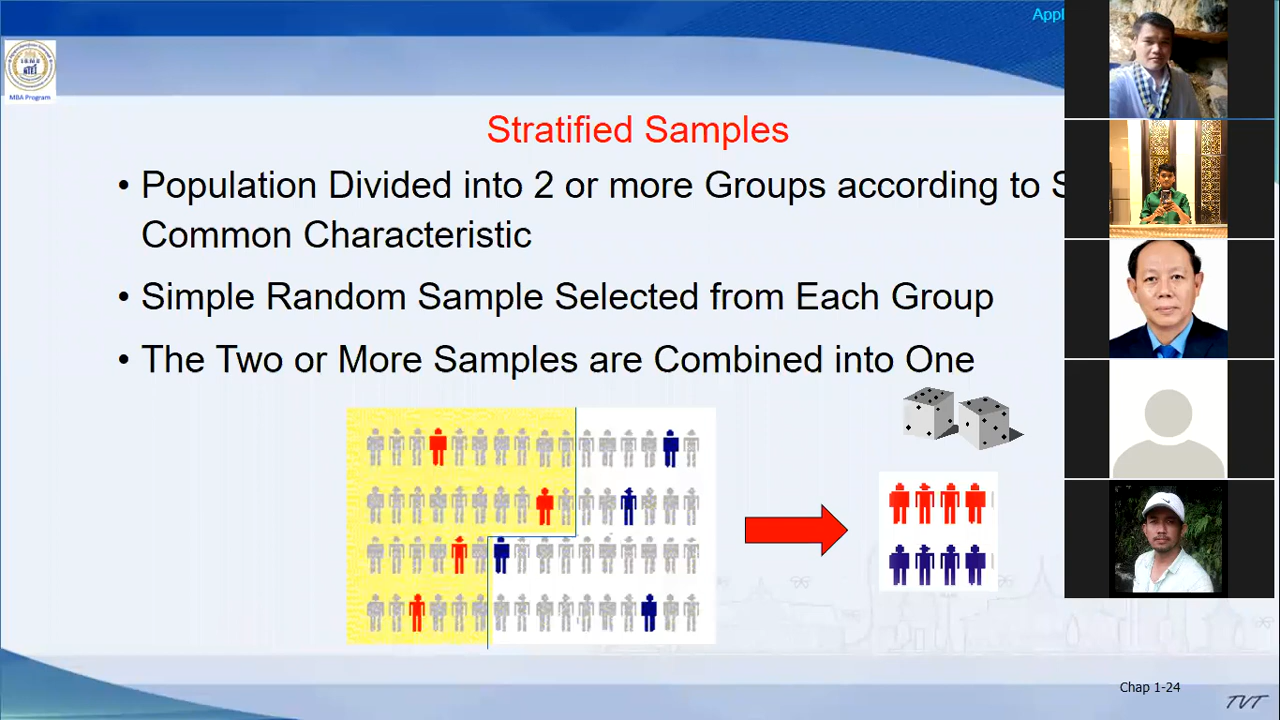 Appl
MBA Program
Stratified Samples
• Population Divided into 2 or more Groups according to S
Common Characteristic
• Simple Random Sample Selected from Each Group
• The Two or More Samples are Combined into One
Chap 1-24
TVT